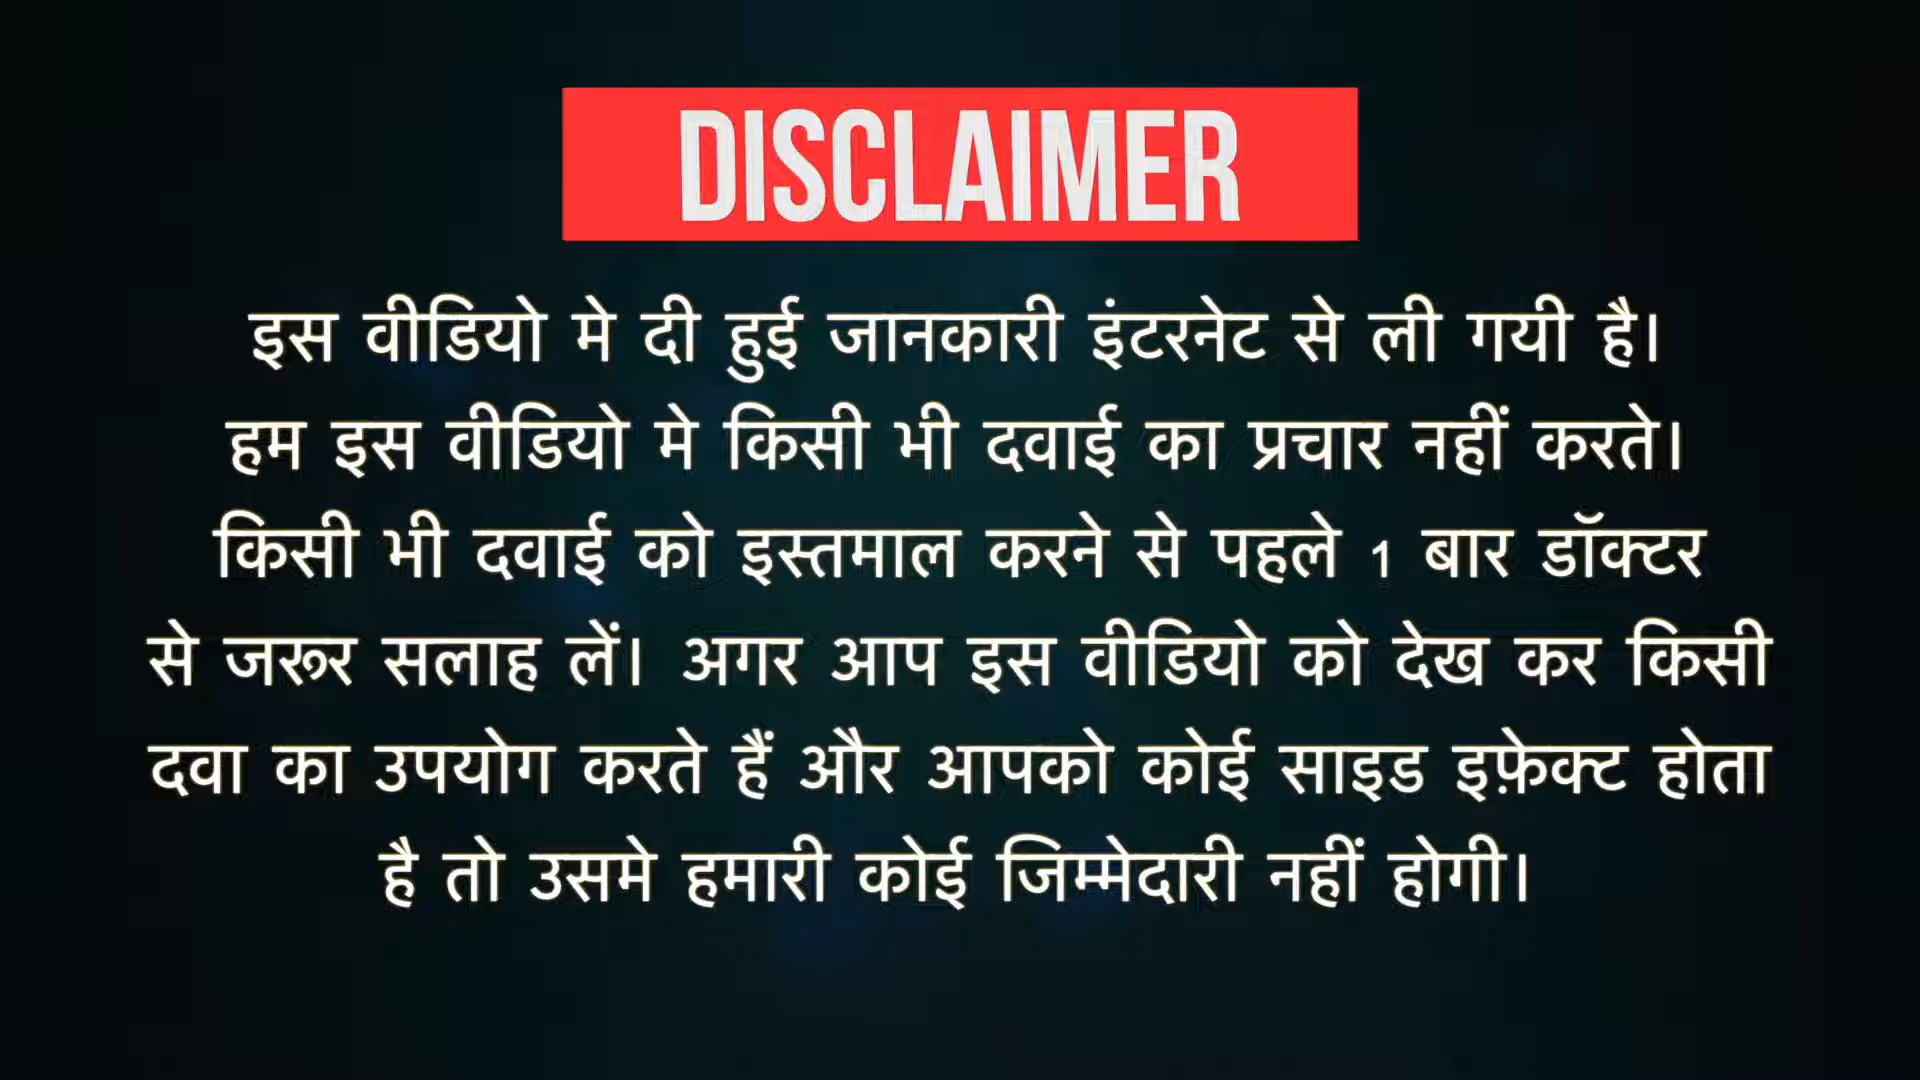 DISCLAIMER
इस वीडियो मे दी हुई जानकारी इंटरनेट से ली गयी है।
हम इस वीडियो मे किसी भी दवाई का प्रचार नहीं करते।
किसी भी दवाई को इस्तमाल करने से पहले 1 बार डॉक्टर
से जरूर सलाह लें। अगर आप इस वीडियो को देख कर किसी
दवा का उपयोग करते हैं और आपको कोई साइड इफ़ेक्ट होता
है तो उसमे हमारी कोई जिम्मेदारी नहीं होगी।